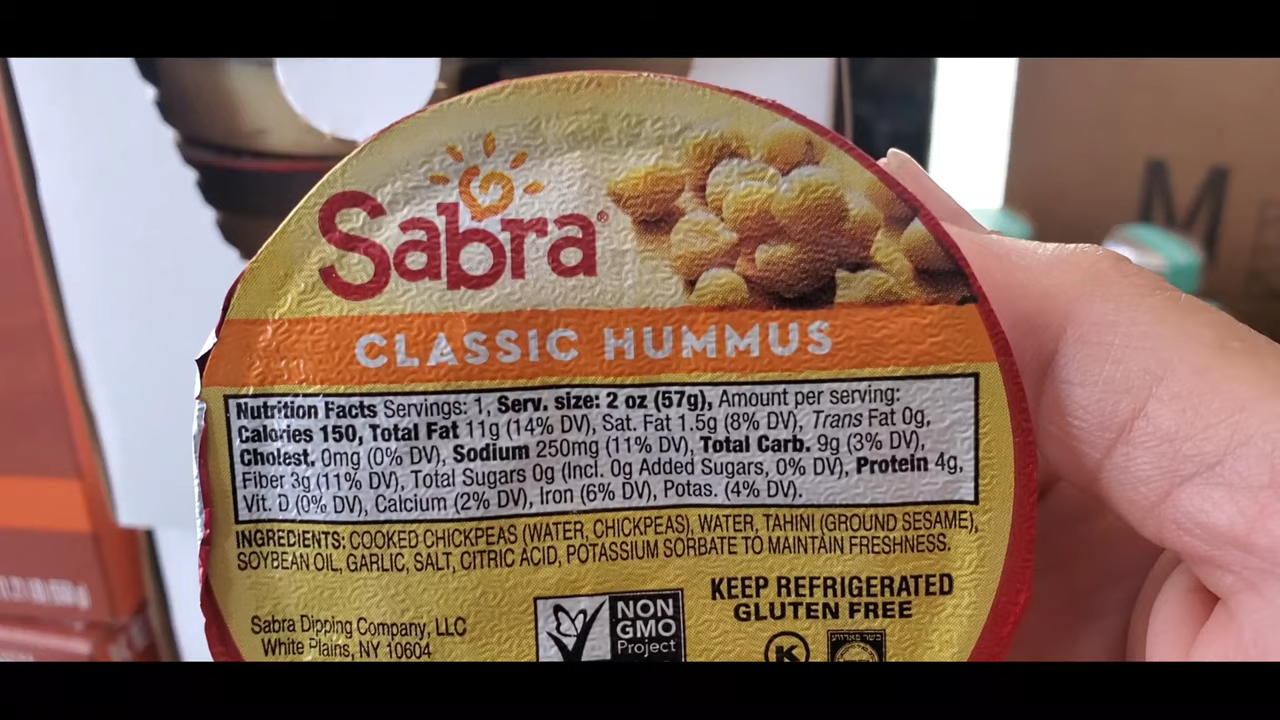 Sabra®
CLASSIC HUMMUS
Nutrition Facts Servings: 1, Serv. size: 2 oz (57g), Amount per serving:
Calories 150, Total Fat 11g (14% DV), Sat. Fat 1.5g (8% DV), Trans Fat 0g,
Cholest. 0mg (0% DV), Sodium 250mg (11% DV), Total Carb. 9g (3% DV),
Fiber 3g (11% DV), Total Sugars 0g (Incl. 0g Added Sugars, 0% DV), Protein 4g,
Vit. D (0% DV), Calcium (2% DV), Iron (6% DV), Potas. (4% DV).
INGREDIENTS: COOKED CHICKPEAS (WATER, CHICKPEAS), WATER, TAHINI (GROUND SESAME),
SOYBEAN OIL, GARLIC, SALT, CITRIC ACID, POTASSIUM SORBATE TO MAINTAIN FRESHNESS.
KEEP REFRIGERATED
GLUTEN FREE
Sabra Dipping Company, LLC
White Plains, NY 10604
NON
GMO
Project
K
M